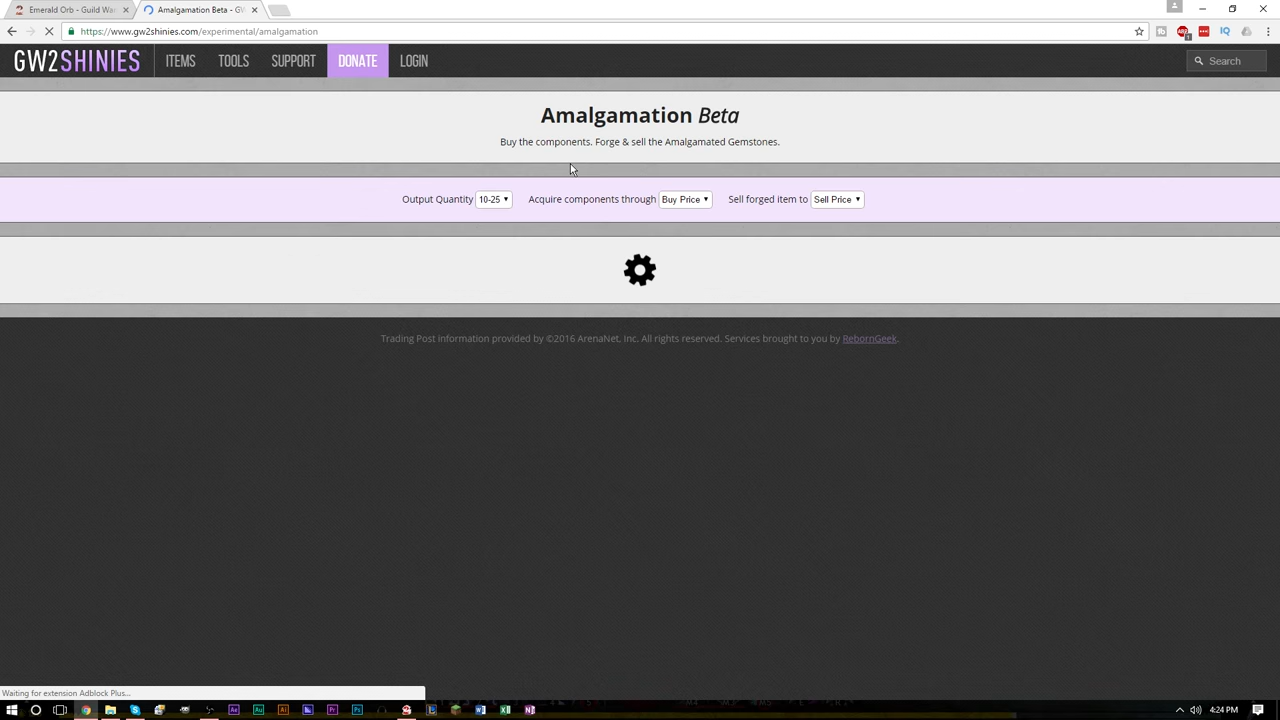 Emerald Orb - Guild Wa
Amalgamation Beta - GW
https://www.gw2shinies.com/experimental/amalgamation
GW2SHINIES ITEMS TOOLS SUPPORT DONATE LOGIN Search
Amalgamation Beta
Buy the components. Forge & sell the Amalgamated Gemstones.
Output Quantity 10-25 Acquire components through Buy Price Sell forged item to Sell Price
Trading Post information provided by ©2016 ArenaNet, Inc. All rights reserved. Services brought to you by RebornGeek.
Waiting for extension Adblock Plus...
4:24 PM